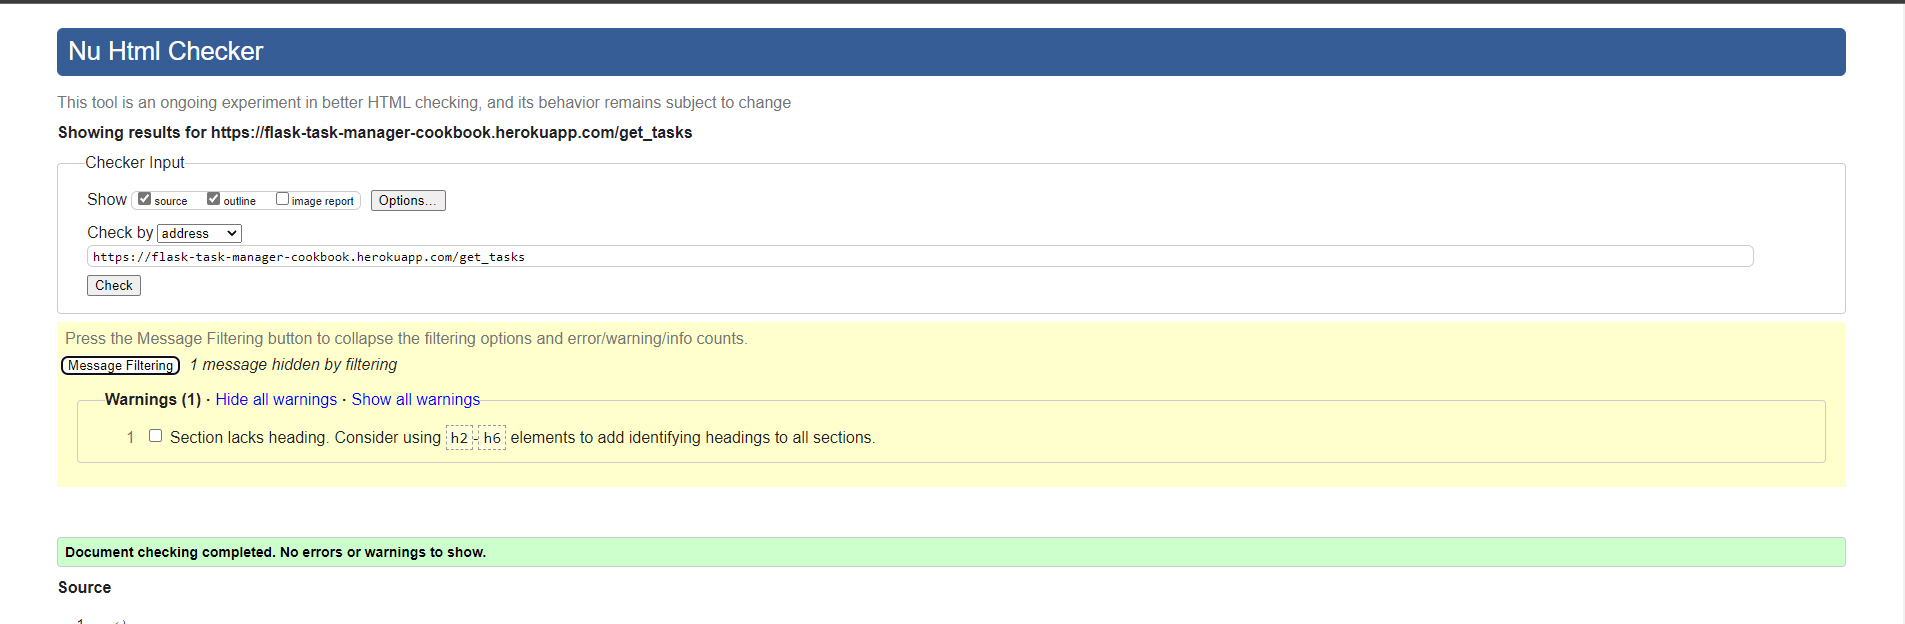 Nu Html Checker
This tool is an ongoing experiment in better HTML checking, and its behavior remains subject to change
Showing results for https://flask-task-manager-cookbook.herokuapp.com/get_tasks
Checker Input
Show source outline image report Options...
Check by address
https://flask-task-manager-cookbook.herokuapp.com/get_tasks
Check
Press the Message Filtering button to collapse the filtering options and error/warning/info counts.
Message Filtering 1 message hidden by filtering
Warnings (1) · Hide all warnings · Show all warnings
1 Section lacks heading. Consider using h2-h6 elements to add identifying headings to all sections.
Document checking completed. No errors or warnings to show.
Source